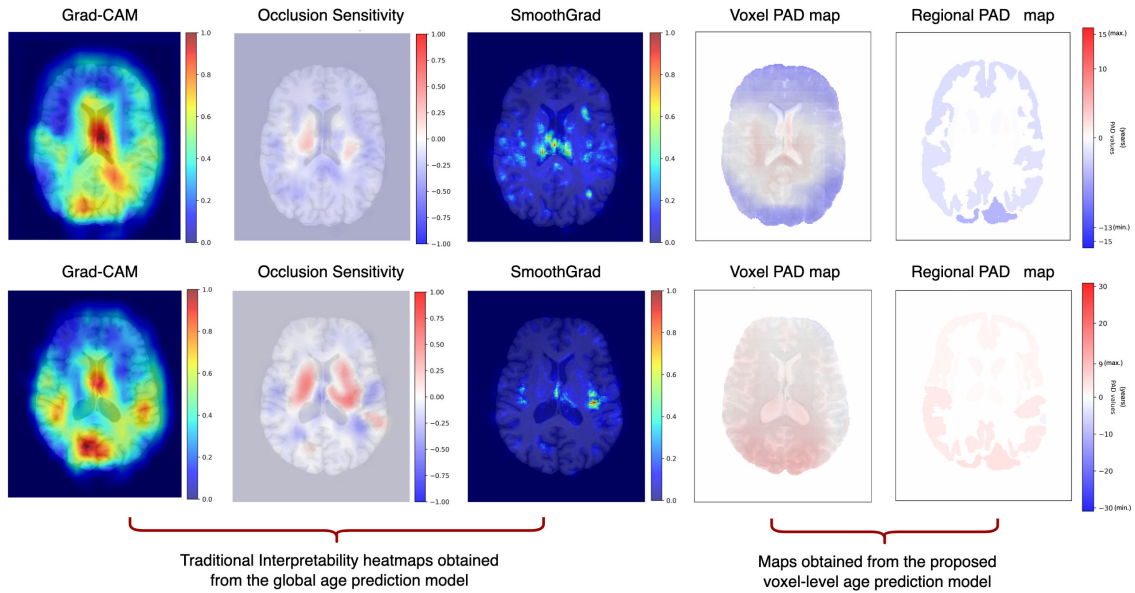 Grad-CAM
Occlusion Sensitivity
SmoothGrad
Voxel PAD map
Regional PAD map
1.0
0.8
0.6
0.4
0.2
0.0
1.00
0.75
0.50
0.25
0.00
−0.25
−0.50
−0.75
−1.00
1.0
0.8
0.6
0.4
0.2
0.0
15 (max.)
10
0
−13 (min.)
−15
PAD values
(years)
Grad-CAM
Occlusion Sensitivity
SmoothGrad
Voxel PAD map
Regional PAD map
1.0
0.8
0.6
0.4
0.2
0.0
1.00
0.75
0.50
0.25
0.00
−0.25
−0.50
−0.75
−1.00
1.0
0.8
0.6
0.4
0.2
0.0
30
20
9 (max.)
0
−10
−20
−30 (min.)
PAD values
(years)
Traditional Interpretability heatmaps obtained
from the global age prediction model
Maps obtained from the proposed
voxel-level age prediction model